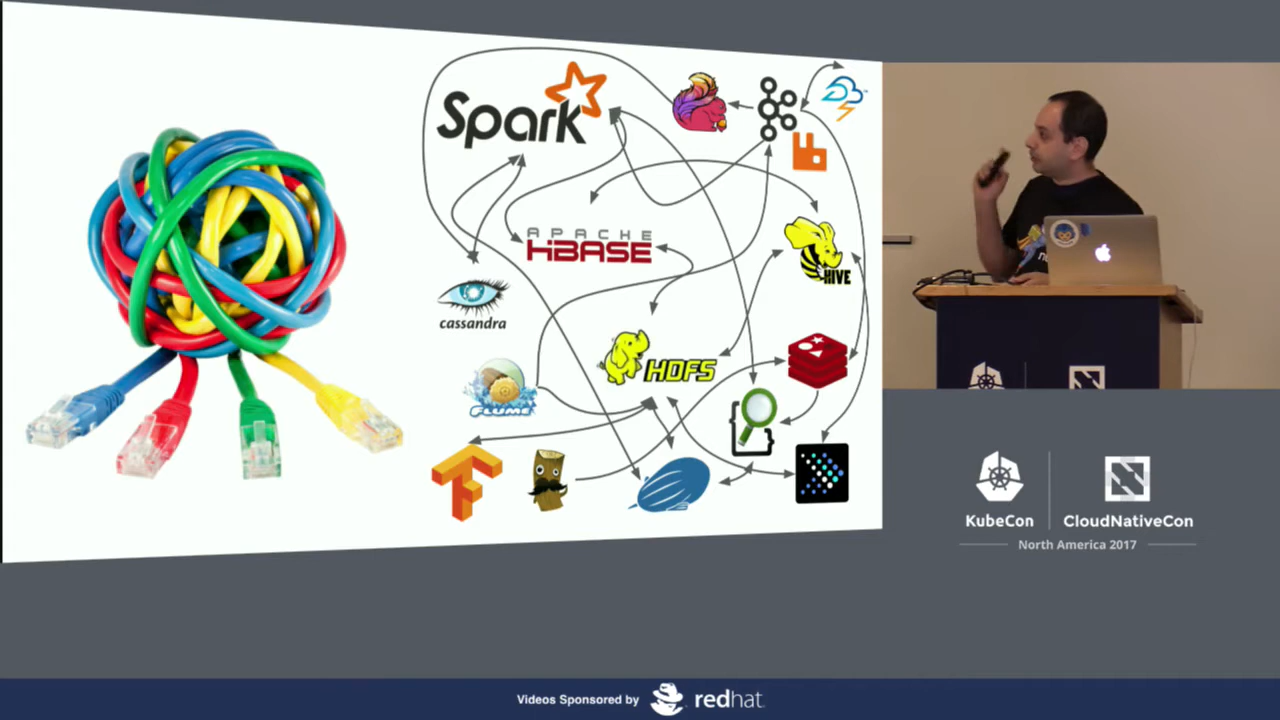 Spark
APACHE
HBASE
HIVE
cassandra
HDFS
FLUME
KubeCon
CloudNativeCon
North America 2017
Videos Sponsored by
redhat